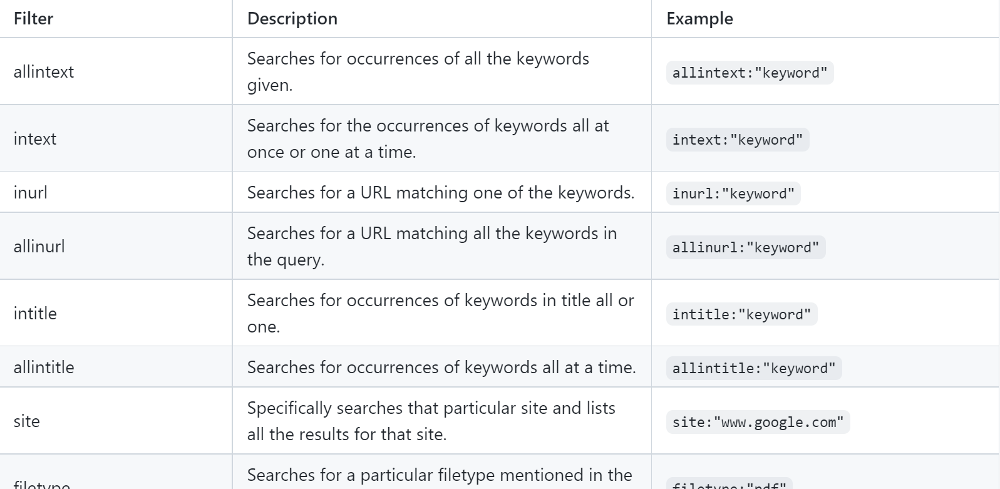 Filter Description Example
allintext
Searches for occurrences of all the keywords
given.
allintext:"keyword"
intext
Searches for the occurrences of keywords all at
once or one at a time.
intext:"keyword"
inurl
Searches for a URL matching one of the keywords.
inurl:"keyword"
allinurl
Searches for a URL matching all the keywords in
the query.
allinurl:"keyword"
intitle
Searches for occurrences of keywords in title all or
one.
intitle:"keyword"
allintitle
Searches for occurrences of keywords all at a time.
allintitle:"keyword"
site
Specifically searches that particular site and lists
all the results for that site.
site:"www.google.com"
filetype
Searches for a particular filetype mentioned in the
filetype:"pdf"